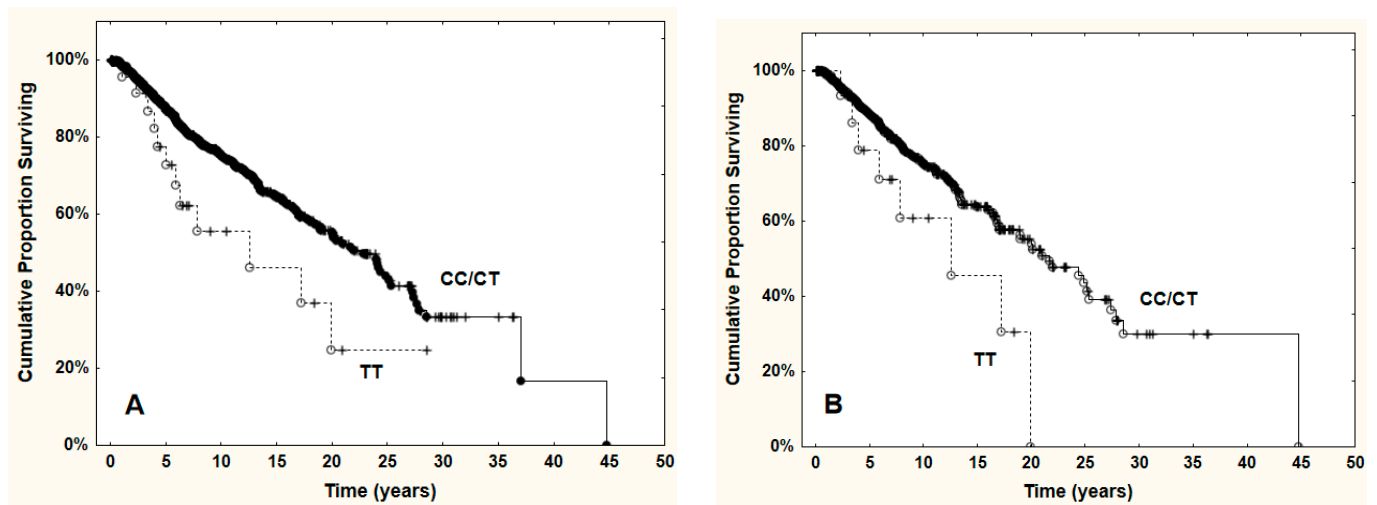 Cumulative Proportion Surviving
100%
80%
60%
40%
20%
0%
CC/CT
TT
A
0 5 10 15 20 25 30 35 40 45 50
Time (years)
Cumulative Proportion Surviving
100%
80%
60%
40%
20%
0%
CC/CT
TT
B
0 5 10 15 20 25 30 35 40 45 50
Time (years)